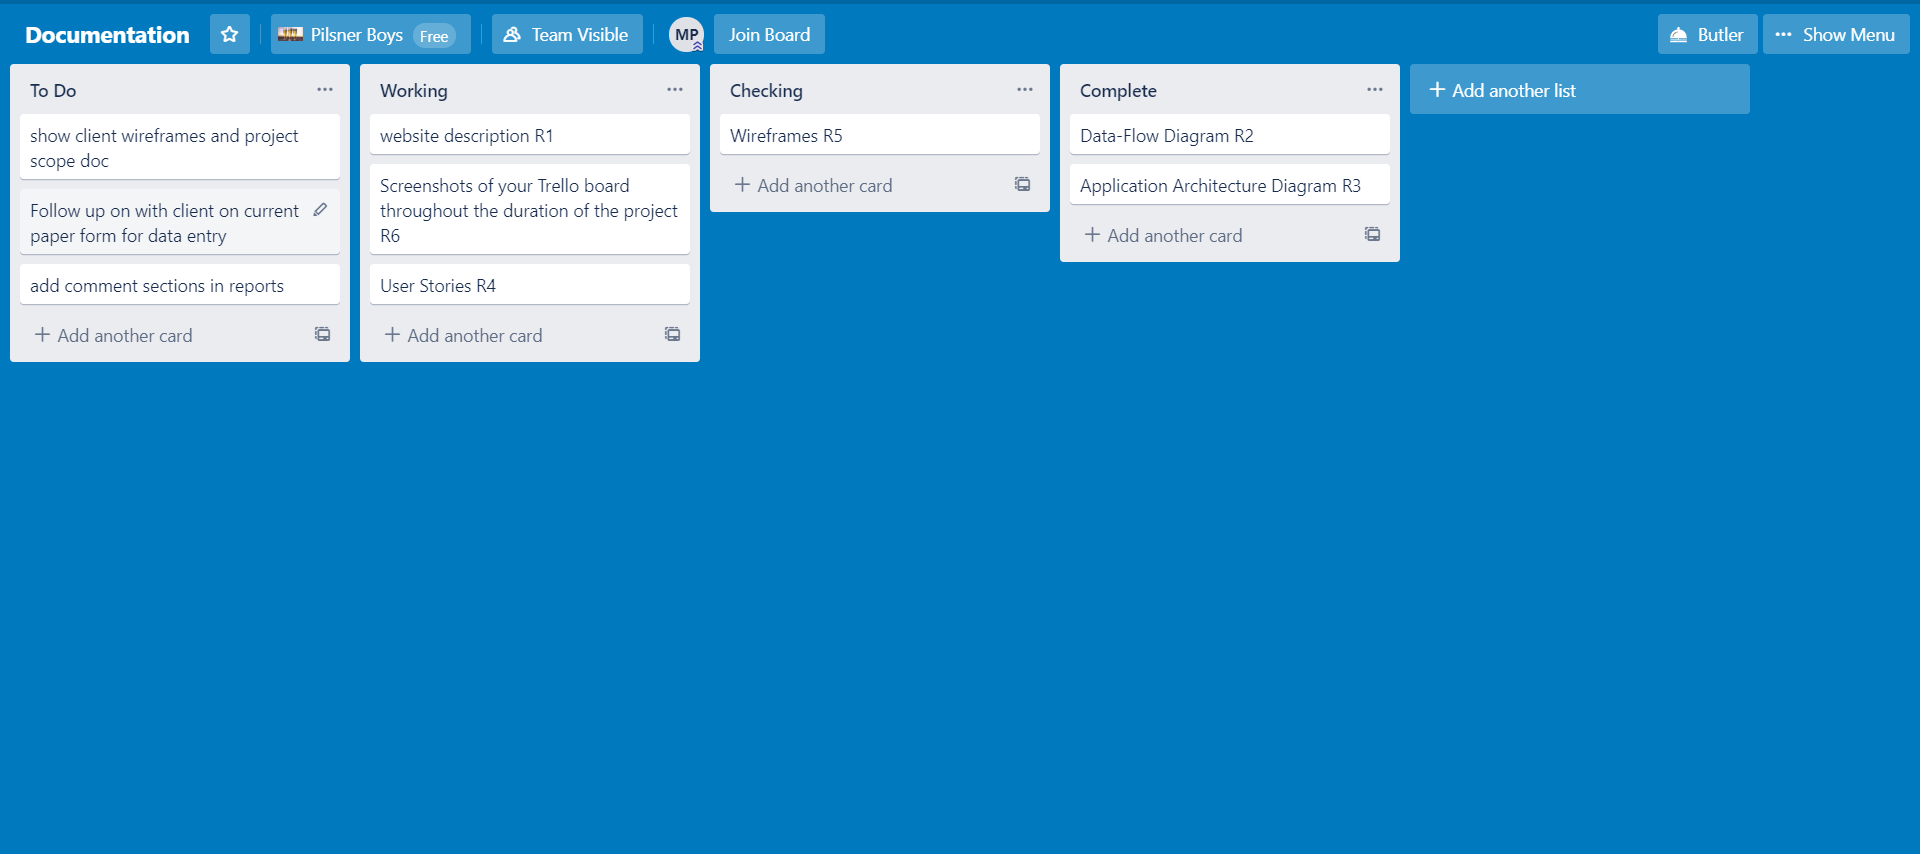 Documentation
Pilsner Boys Free
Team Visible
MP
Join Board
Butler
Show Menu
To Do
show client wireframes and project
scope doc
Follow up on with client on current
paper form for data entry
add comment sections in reports
Add another card
Working
website description R1
Screenshots of your Trello board
throughout the duration of the project
R6
User Stories R4
Add another card
Checking
Wireframes R5
Add another card
Complete
Data-Flow Diagram R2
Application Architecture Diagram R3
Add another card
Add another list